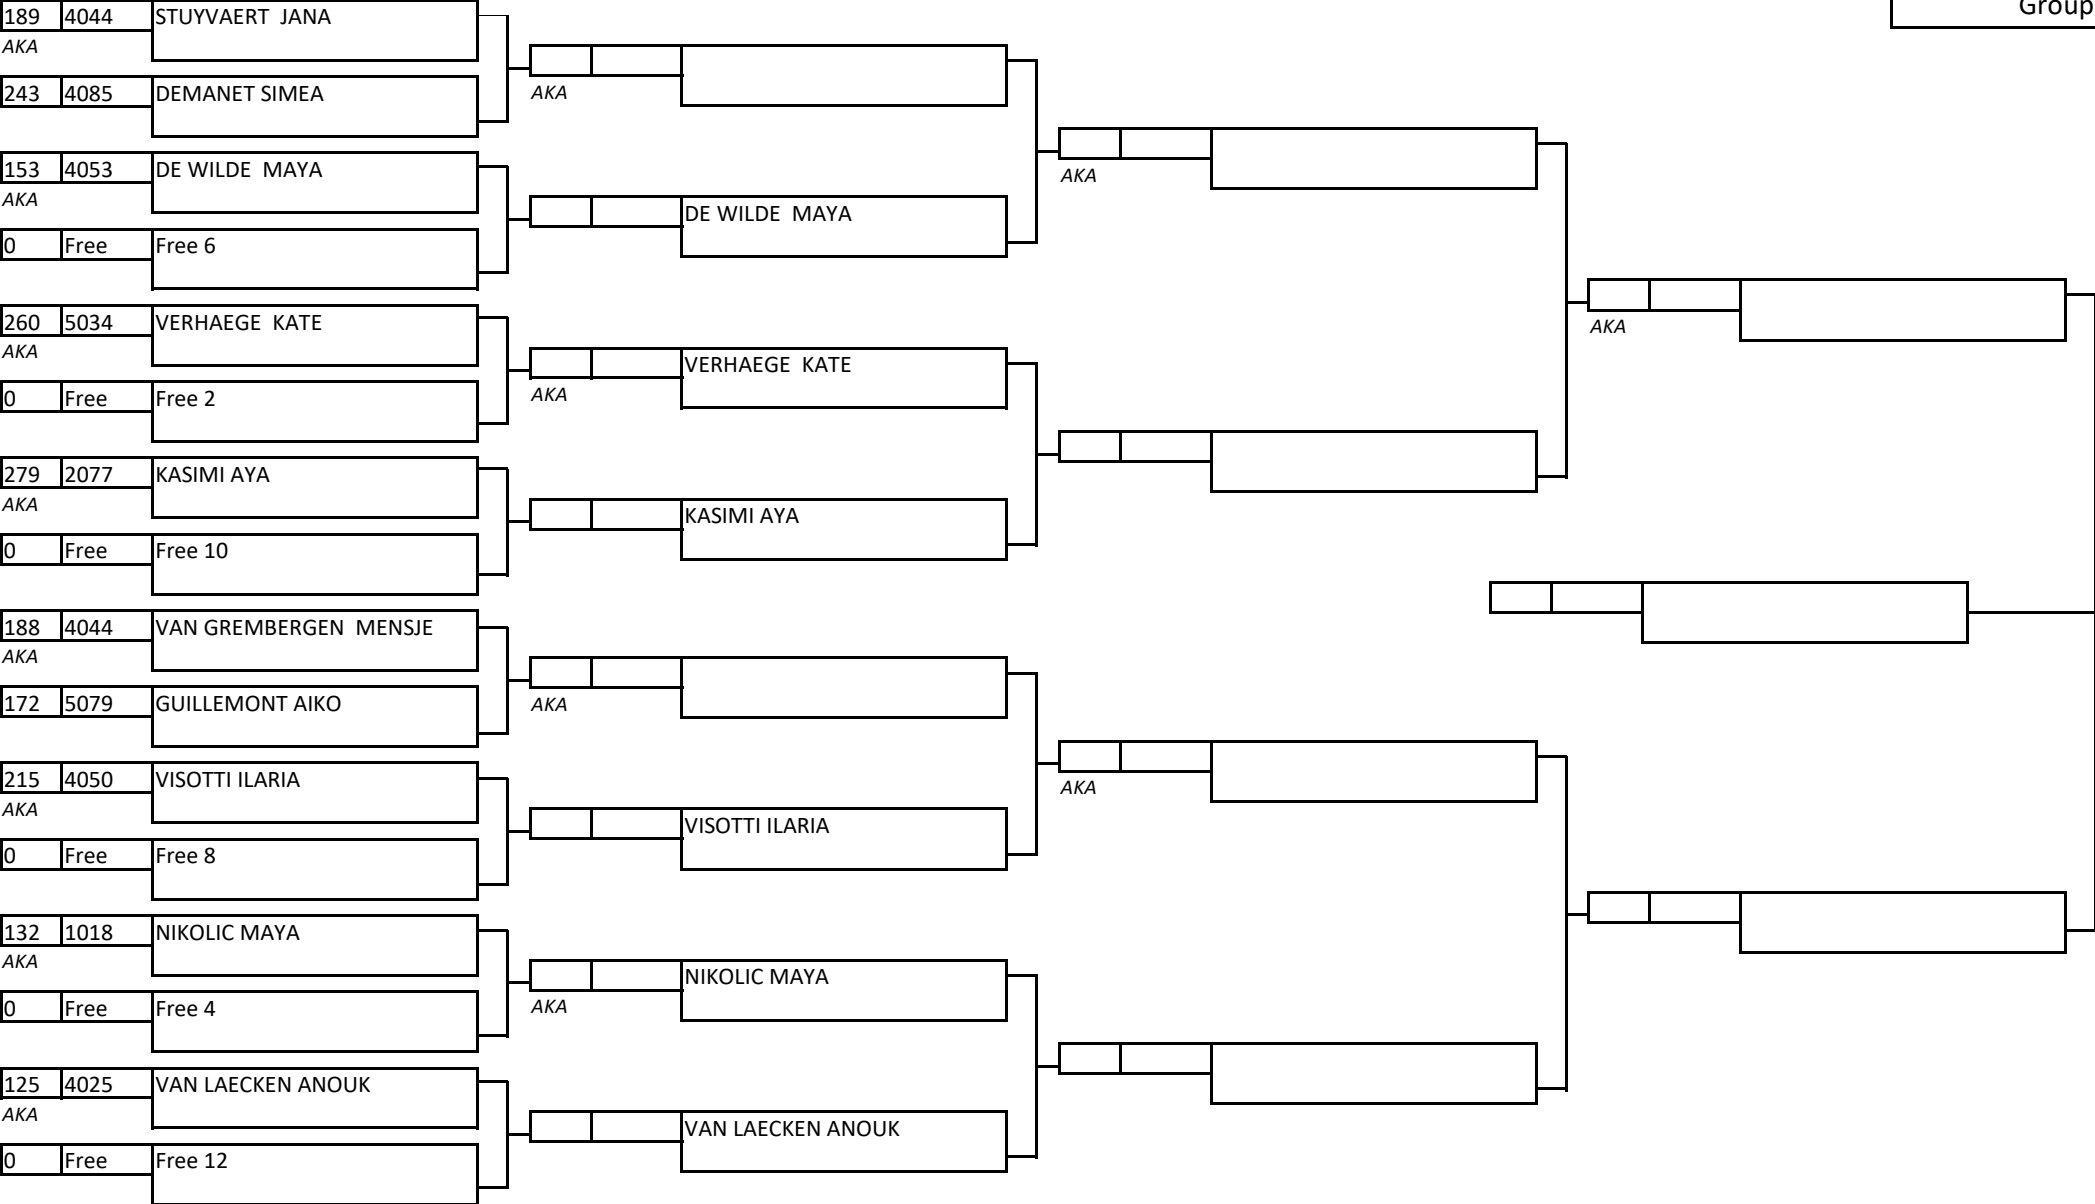 Group
189 4044 STUYVAERT  JANA
AKA
243 4085 DEMANET SIMEA
AKA
153 4053 DE WILDE  MAYA
AKA
AKA
DE WILDE  MAYA
0 Free Free 6
260 5034 VERHAEGE  KATE
AKA
AKA
VERHAEGE  KATE
0 Free Free 2
AKA
279 2077 KASIMI AYA
AKA
KASIMI AYA
0 Free Free 10
188 4044 VAN GREMBERGEN  MENSJE
AKA
172 5079 GUILLEMONT AIKO
AKA
215 4050 VISOTTI ILARIA
AKA
AKA
VISOTTI ILARIA
0 Free Free 8
132 1018 NIKOLIC MAYA
AKA
NIKOLIC MAYA
0 Free Free 4
AKA
125 4025 VAN LAECKEN ANOUK
AKA
VAN LAECKEN ANOUK
0 Free Free 12